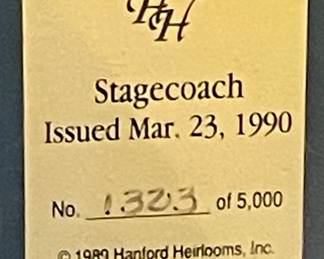 HH
Stagecoach
Issued Mar. 23, 1990
No. 1323 of 5,000
© 1989 Hanford Heirlooms, Inc.